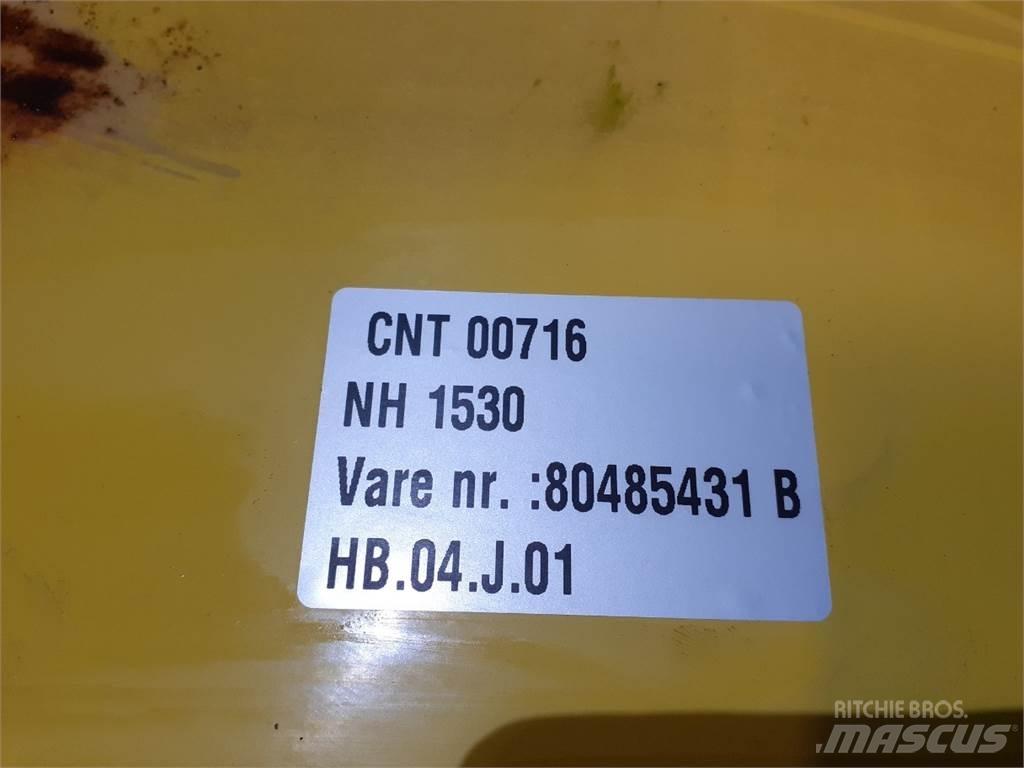 CNT 00716
NH 1530
Vare nr. :80485431 B
HB.04.J.01
RITCHIE BROS.
MASCUS